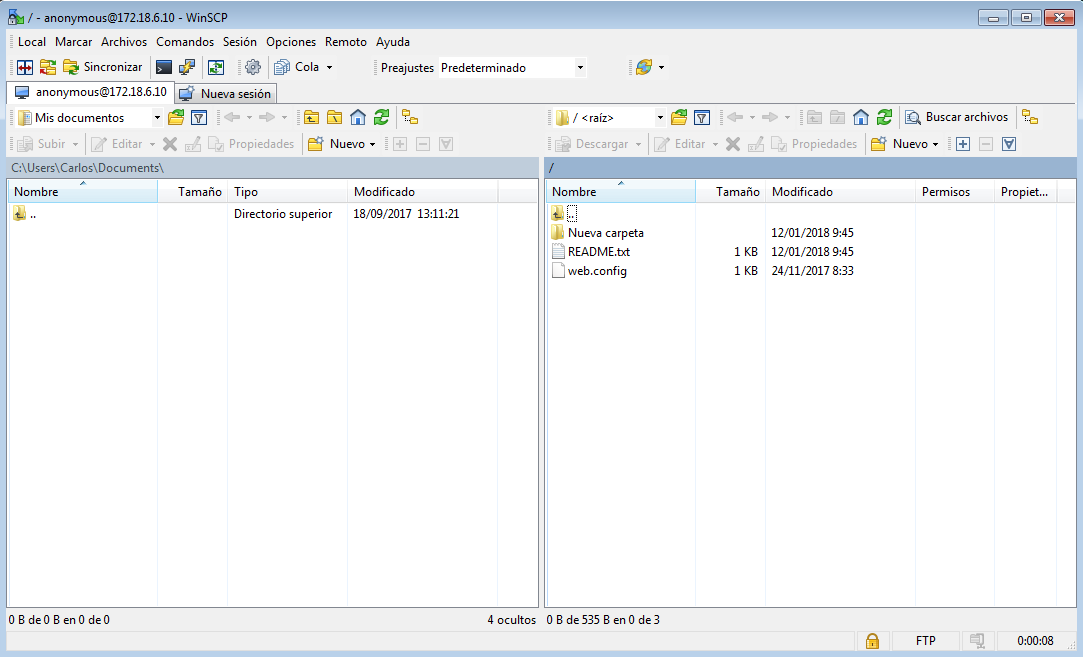 / - anonymous@172.18.6.10 - WinSCP
Local Marcar Archivos Comandos Sesión Opciones Remoto Ayuda
Sincronizar Cola Preajustes Predeterminado
anonymous@172.18.6.10 Nueva sesión
Mis documentos / <raíz> Buscar archivos
Subir Editar Propiedades Nuevo Descargar Editar Propiedades Nuevo
C:\Users\Carlos\Documents\ /
Nombre Tamaño Tipo Modificado Nombre Tamaño Modificado Permisos Propiet...
.. Directorio superior 18/09/2017 13:11:21 ..
Nueva carpeta 12/01/2018 9:45
README.txt 1 KB 12/01/2018 9:45
web.config 1 KB 24/11/2017 8:33
0 B de 0 B en 0 de 0 4 ocultos 0 B de 535 B en 0 de 3
FTP 0:00:08